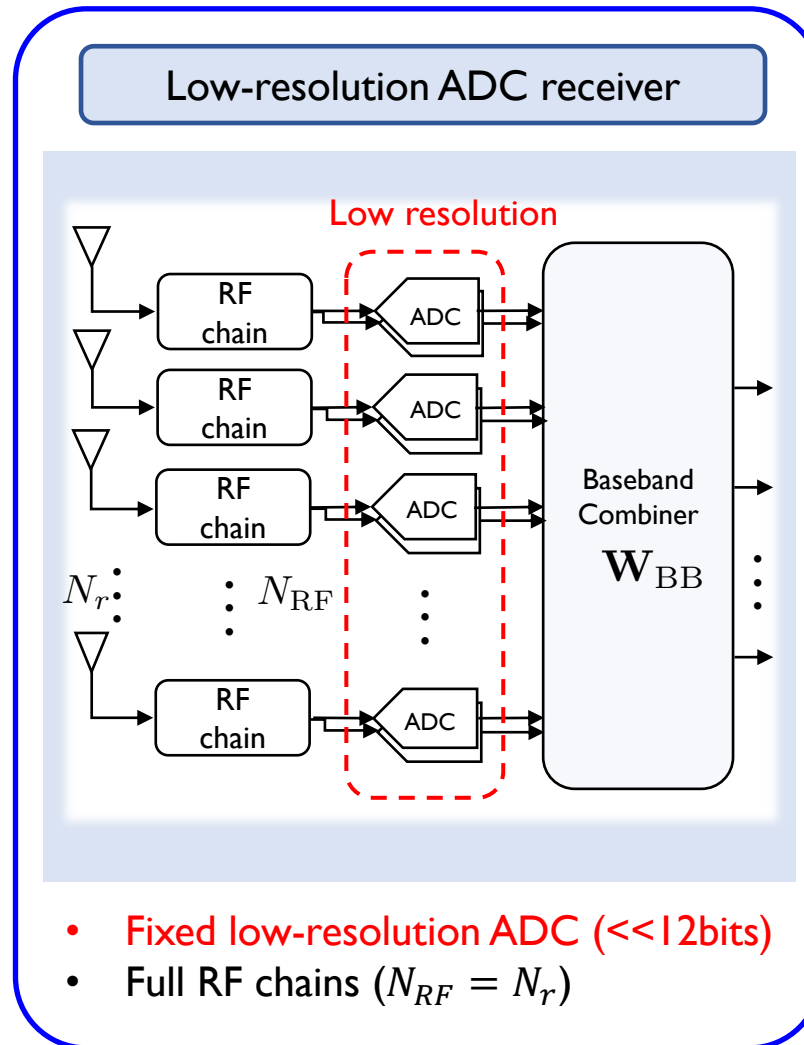 Low-resolution ADC receiver
Low resolution
RF
chain
ADC
RF
chain
ADC
RF
chain
ADC
Baseband
Combiner
W_BB
N_r
N_RF
RF
chain
ADC
• Fixed low-resolution ADC (<<12bits)
• Full RF chains (N_RF = N_r)